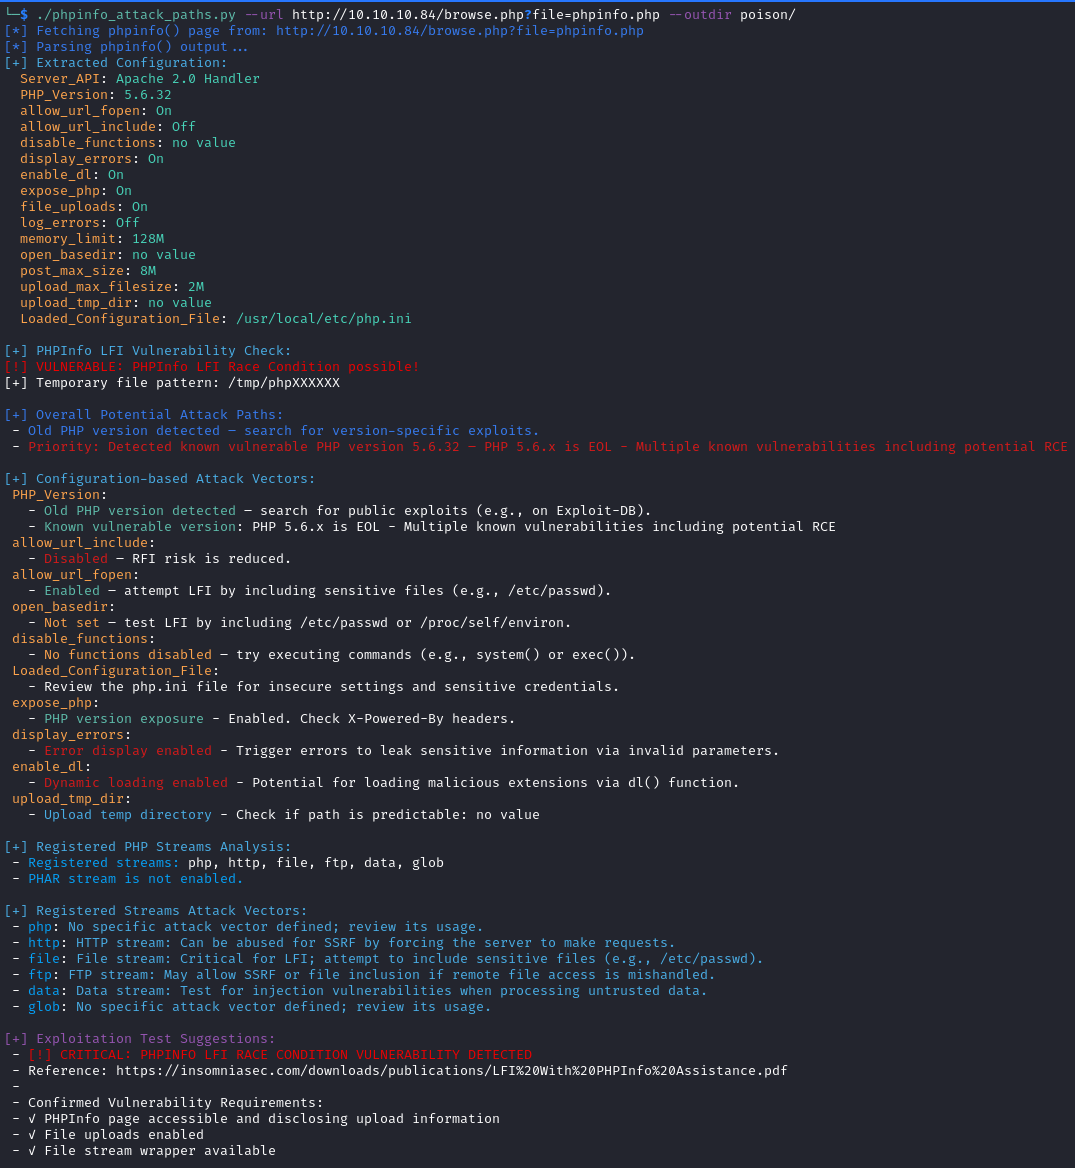 └─$ ./phpinfo_attack_paths.py --url http://10.10.10.84/browse.php?file=phpinfo.php --outdir poison/
[*] Fetching phpinfo() page from: http://10.10.10.84/browse.php?file=phpinfo.php
[*] Parsing phpinfo() output...
[+] Extracted Configuration:
  Server_API: Apache 2.0 Handler
  PHP_Version: 5.6.32
  allow_url_fopen: On
  allow_url_include: Off
  disable_functions: no value
  display_errors: On
  enable_dl: On
  expose_php: On
  file_uploads: On
  log_errors: Off
  memory_limit: 128M
  open_basedir: no value
  post_max_size: 8M
  upload_max_filesize: 2M
  upload_tmp_dir: no value
  Loaded_Configuration_File: /usr/local/etc/php.ini

[+] PHPInfo LFI Vulnerability Check:
[!] VULNERABLE: PHPInfo LFI Race Condition possible!
[+] Temporary file pattern: /tmp/phpXXXXXX

[+] Overall Potential Attack Paths:
 - Old PHP version detected — search for version-specific exploits.
 - Priority: Detected known vulnerable PHP version 5.6.32 — PHP 5.6.x is EOL - Multiple known vulnerabilities including potential RCE

[+] Configuration-based Attack Vectors:
 PHP_Version:
   - Old PHP version detected — search for public exploits (e.g., on Exploit-DB).
   - Known vulnerable version: PHP 5.6.x is EOL - Multiple known vulnerabilities including potential RCE
 allow_url_include:
   - Disabled — RFI risk is reduced.
 allow_url_fopen:
   - Enabled — attempt LFI by including sensitive files (e.g., /etc/passwd).
 open_basedir:
   - Not set — test LFI by including /etc/passwd or /proc/self/environ.
 disable_functions:
   - No functions disabled — try executing commands (e.g., system() or exec()).
 Loaded_Configuration_File:
   - Review the php.ini file for insecure settings and sensitive credentials.
 expose_php:
   - PHP version exposure - Enabled. Check X-Powered-By headers.
 display_errors:
   - Error display enabled - Trigger errors to leak sensitive information via invalid parameters.
 enable_dl:
   - Dynamic loading enabled - Potential for loading malicious extensions via dl() function.
 upload_tmp_dir:
   - Upload temp directory - Check if path is predictable: no value

[+] Registered PHP Streams Analysis:
 - Registered streams: php, http, file, ftp, data, glob
 - PHAR stream is not enabled.

[+] Registered Streams Attack Vectors:
 - php: No specific attack vector defined; review its usage.
 - http: HTTP stream: Can be abused for SSRF by forcing the server to make requests.
 - file: File stream: Critical for LFI; attempt to include sensitive files (e.g., /etc/passwd).
 - ftp: FTP stream: May allow SSRF or file inclusion if remote file access is mishandled.
 - data: Data stream: Test for injection vulnerabilities when processing untrusted data.
 - glob: No specific attack vector defined; review its usage.

[+] Exploitation Test Suggestions:
 - [!] CRITICAL: PHPINFO LFI RACE CONDITION VULNERABILITY DETECTED
 - Reference: https://insomniasec.com/downloads/publications/LFI%20With%20PHPInfo%20Assistance.pdf
 -
 - Confirmed Vulnerability Requirements:
 - √ PHPInfo page accessible and disclosing upload information
 - √ File uploads enabled
 - √ File stream wrapper available